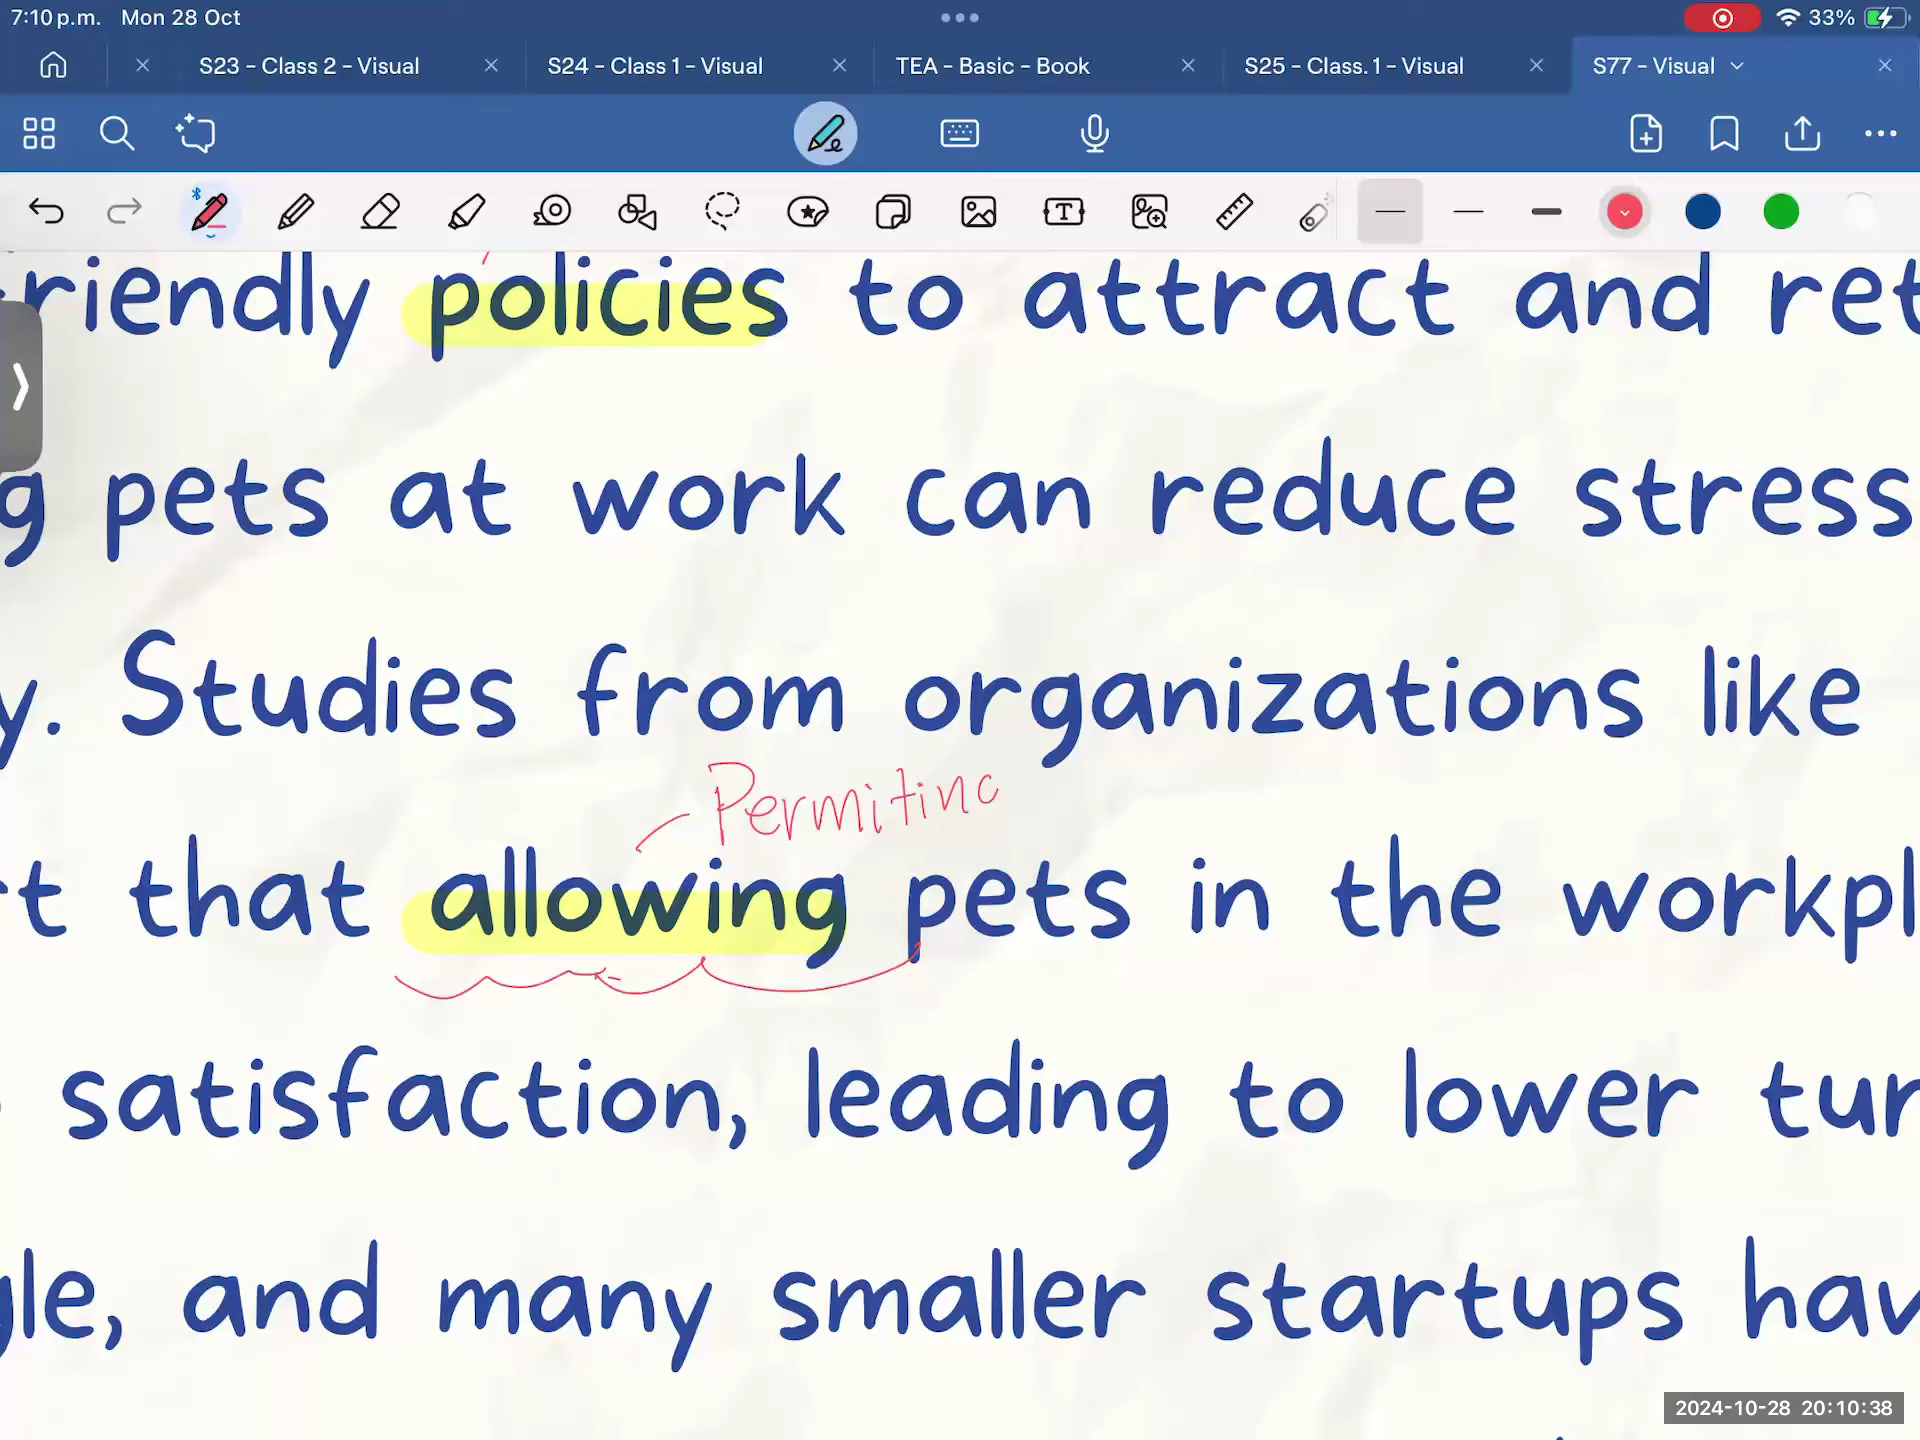 7:10 p.m. Mon 28 Oct
33%
S23 - Class 2 - Visual
S24 - Class 1 - Visual
TEA - Basic - Book
S25 - Class. 1 - Visual
S77 - Visual
riendly policies to attract and ret
g pets at work can reduce stress
y. Studies from organizations like
Permitinc
t that allowing pets in the workpl
satisfaction, leading to lower tur
gle, and many smaller startups hav
2024-10-28 20:10:38